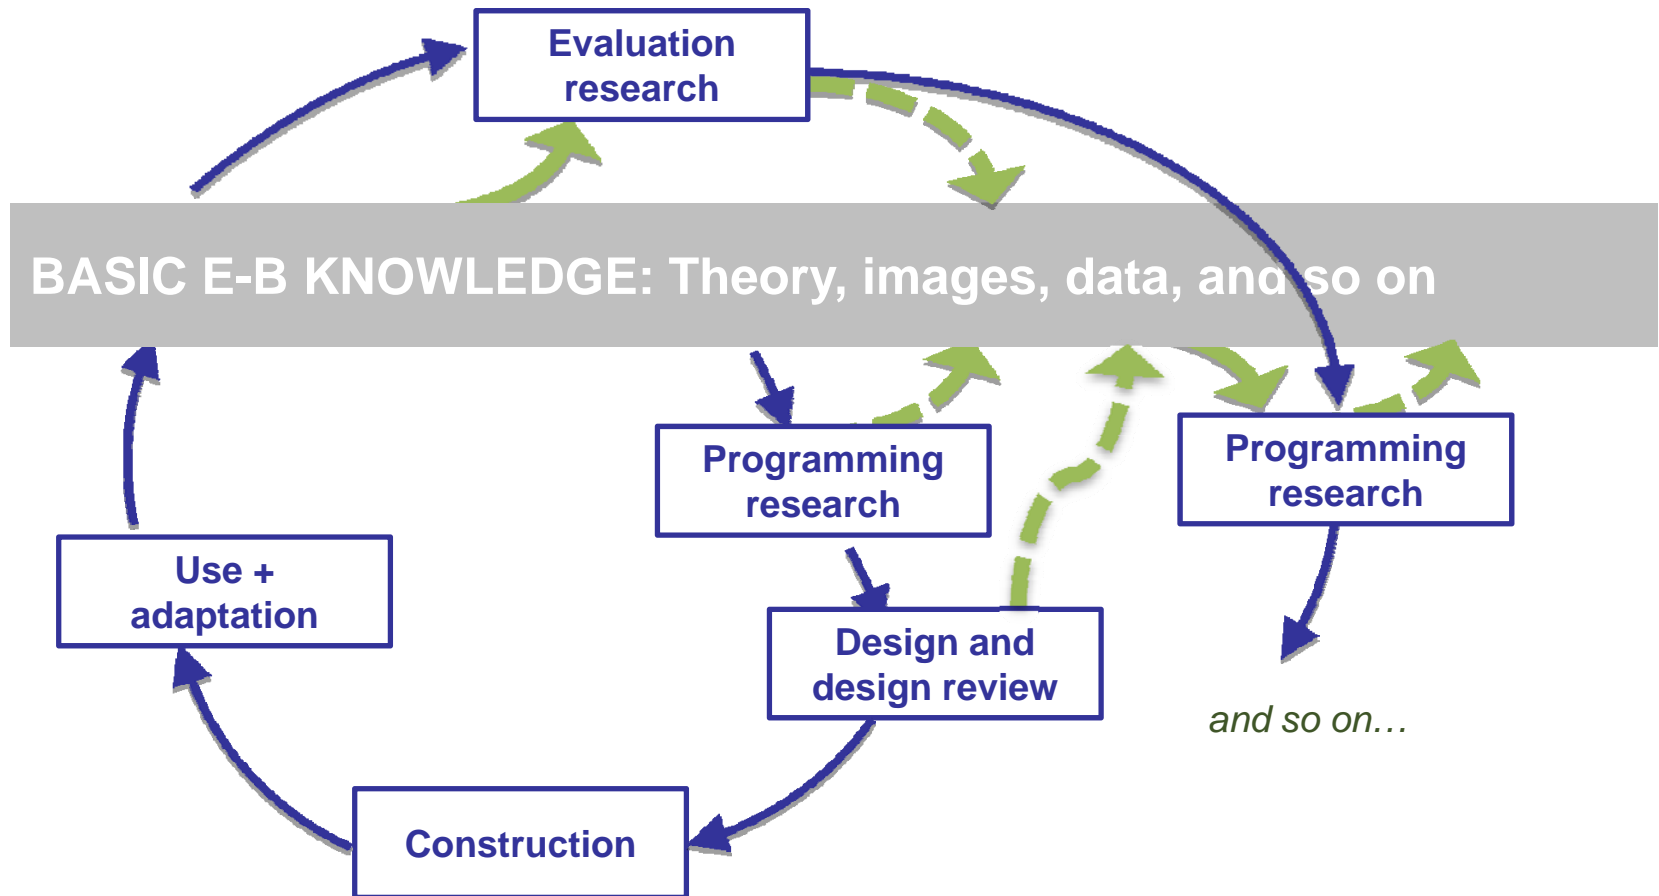 Evaluation
research
BASIC E-B KNOWLEDGE: Theory, images, data, and so on
Programming
research
Programming
research
Use +
adaptation
Design and
design review
and so on…
Construction